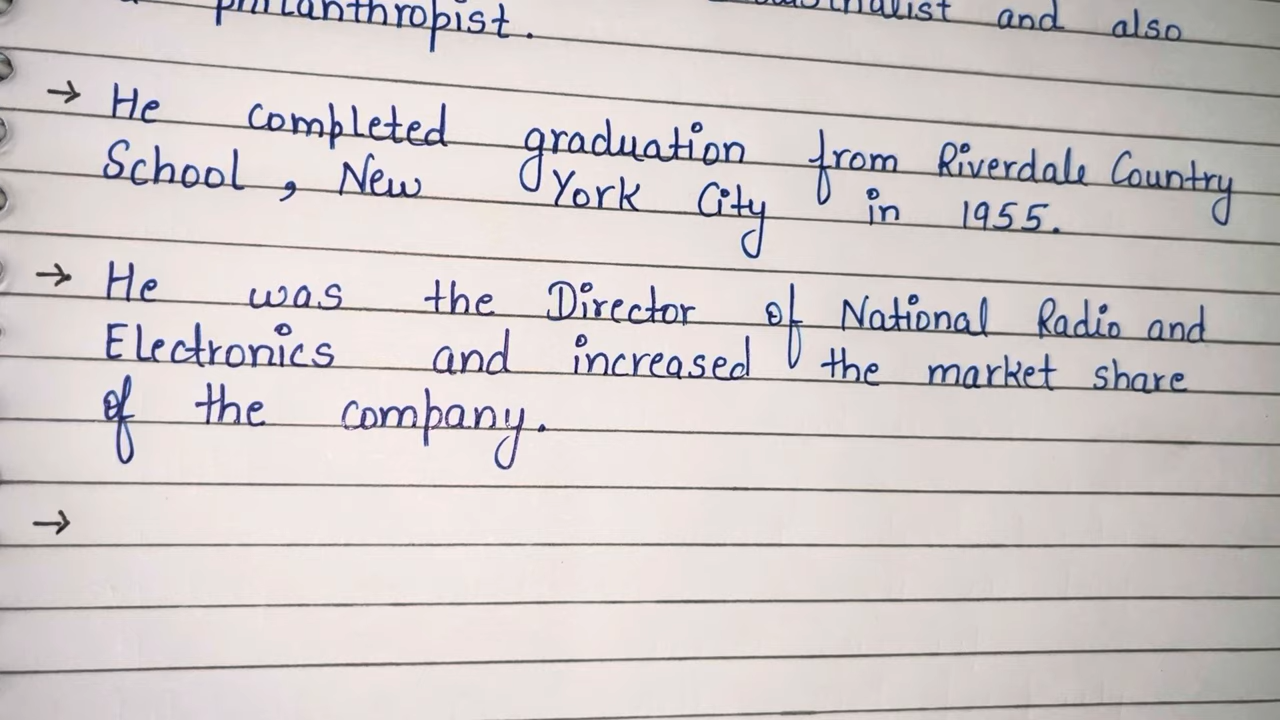 philanthropist. and also
→ He completed graduation from Riverdale Country
School, New York City in 1955.
→ He was the Director of National Radio and
Electronics and increased the market share
of the company.
→